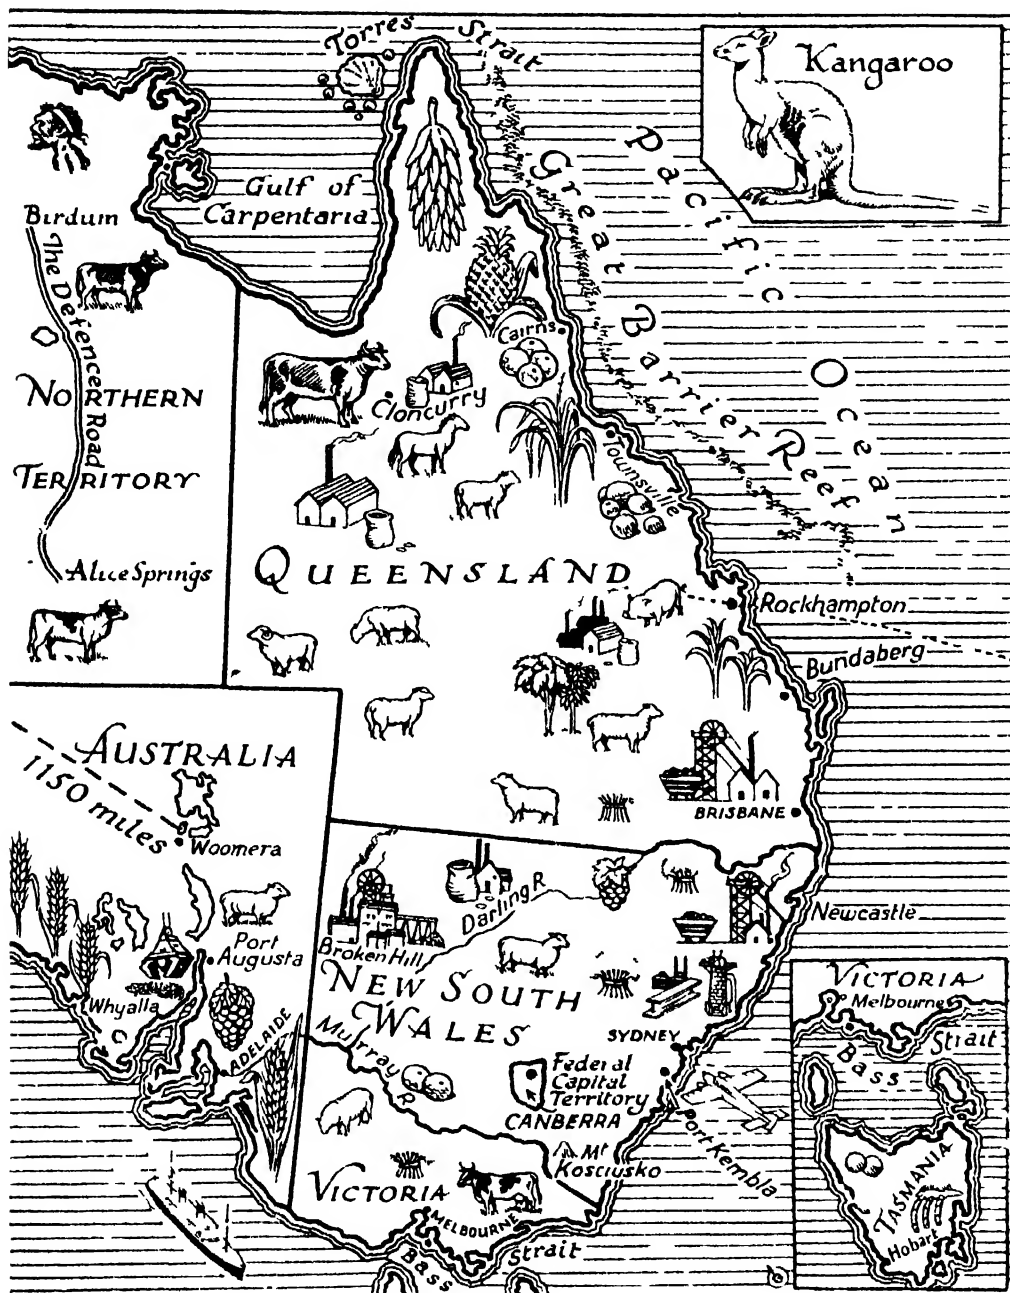 Torres Strait
Kangaroo
Gulf of
Carpentaria
Great Barrier Reef
Pacific Ocean
Birdum
The Defence Road
NORTHERN
TERRITORY
Alice Springs
Cairns
Cloncurry
Townsville
QUEENSLAND
Rockhampton
Bundaberg
BRISBANE
AUSTRALIA
1150 miles
Woomera
Port
Augusta
Whyalla
ADELAIDE
Broken Hill
Darling R
Newcastle
NEW SOUTH
WALES
SYDNEY
Murray R
Federal
Capital
Territory
CANBERRA
Port Kembla
Mt
Kosciusko
VICTORIA
MELBOURNE
Bass Strait
VICTORIA
Melbourne
Bass Strait
TASMANIA
Hobart